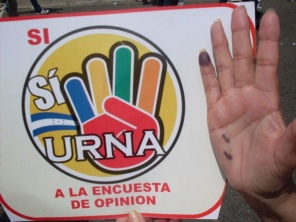 SI
Sí
URNA
A LA ENCUESTA
DE OPINION